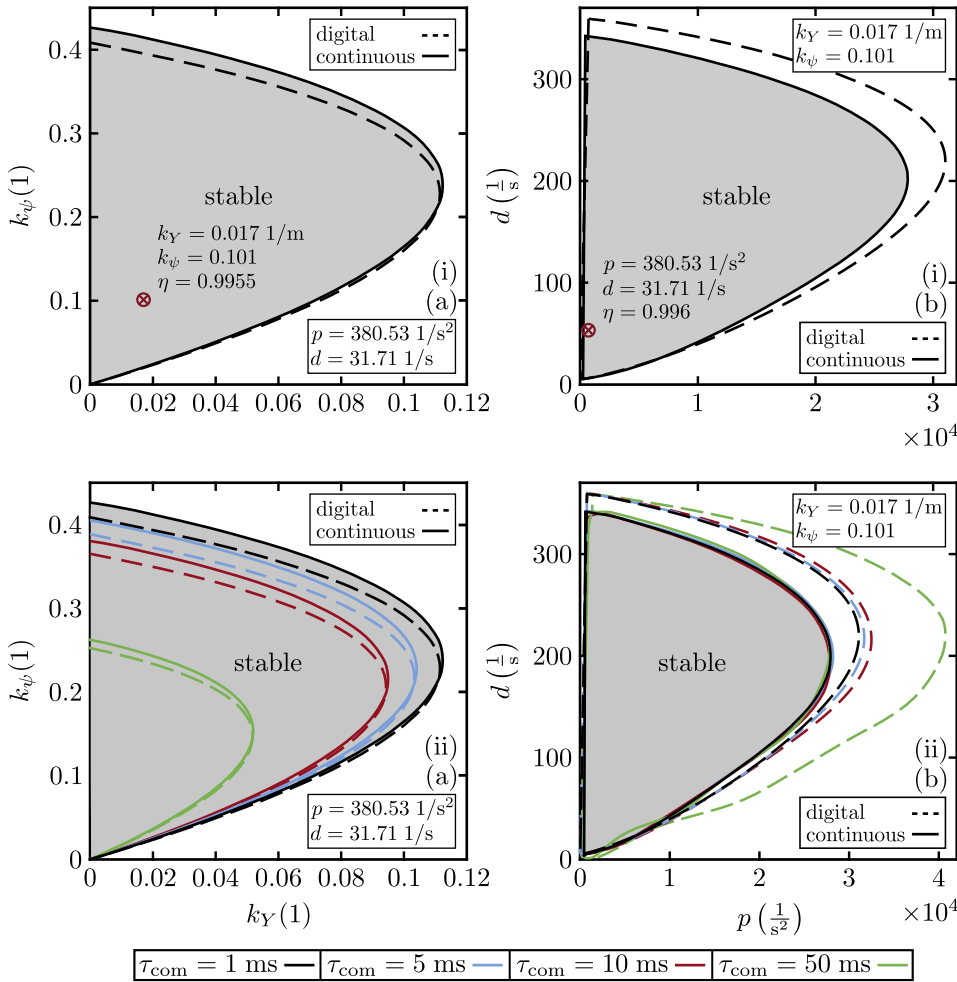 digital
continuous
0.4
0.3
0.2
0.1
0
k_ψ(1)
stable
k_Y = 0.017 1/m
k_ψ = 0.101
η = 0.9955
(i)
(a)
p = 380.53 1/s²
d = 31.71 1/s
0 0.02 0.04 0.06 0.08 0.1 0.12
k_Y = 0.017 1/m
k_ψ = 0.101
300
200
100
0
d (1/s)
stable
p = 380.53 1/s²
d = 31.71 1/s
η = 0.996
(i)
(b)
digital
continuous
0 1 2 3
×10⁴
digital
continuous
0.4
0.3
0.2
0.1
0
k_ψ(1)
stable
(ii)
(a)
p = 380.53 1/s²
d = 31.71 1/s
0 0.02 0.04 0.06 0.08 0.1 0.12
k_Y(1)
k_Y = 0.017 1/m
k_ψ = 0.101
300
200
100
0
d (1/s)
stable
(ii)
(b)
digital
continuous
0 1 2 3 4
×10⁴
p (1/s²)
τ_com = 1 ms τ_com = 5 ms τ_com = 10 ms τ_com = 50 ms